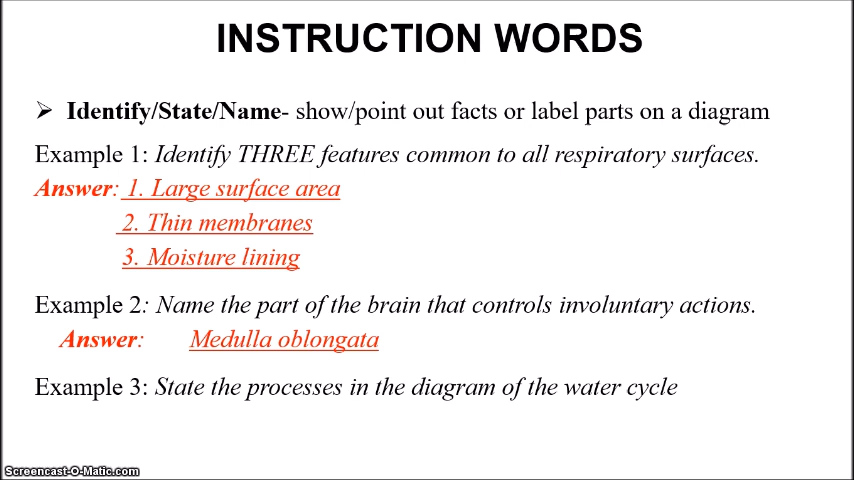 INSTRUCTION WORDS
➢ Identify/State/Name- show/point out facts or label parts on a diagram
Example 1: Identify THREE features common to all respiratory surfaces.
Answer: 1. Large surface area
2. Thin membranes
3. Moisture lining
Example 2: Name the part of the brain that controls involuntary actions.
Answer: Medulla oblongata
Example 3: State the processes in the diagram of the water cycle
Screencast-O-Matic.com